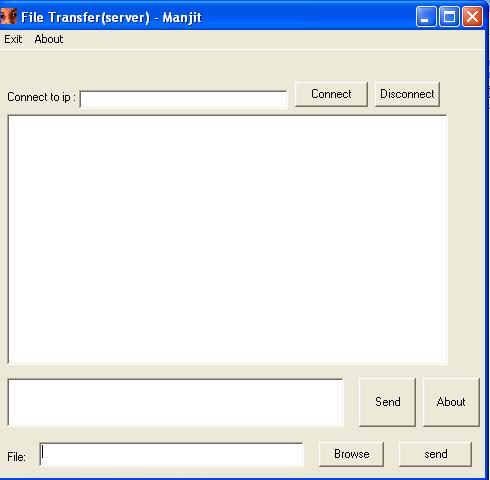 File Transfer(server) - Manjit
Exit About
Connect to ip : Connect Disconnect
Send About
File: Browse send